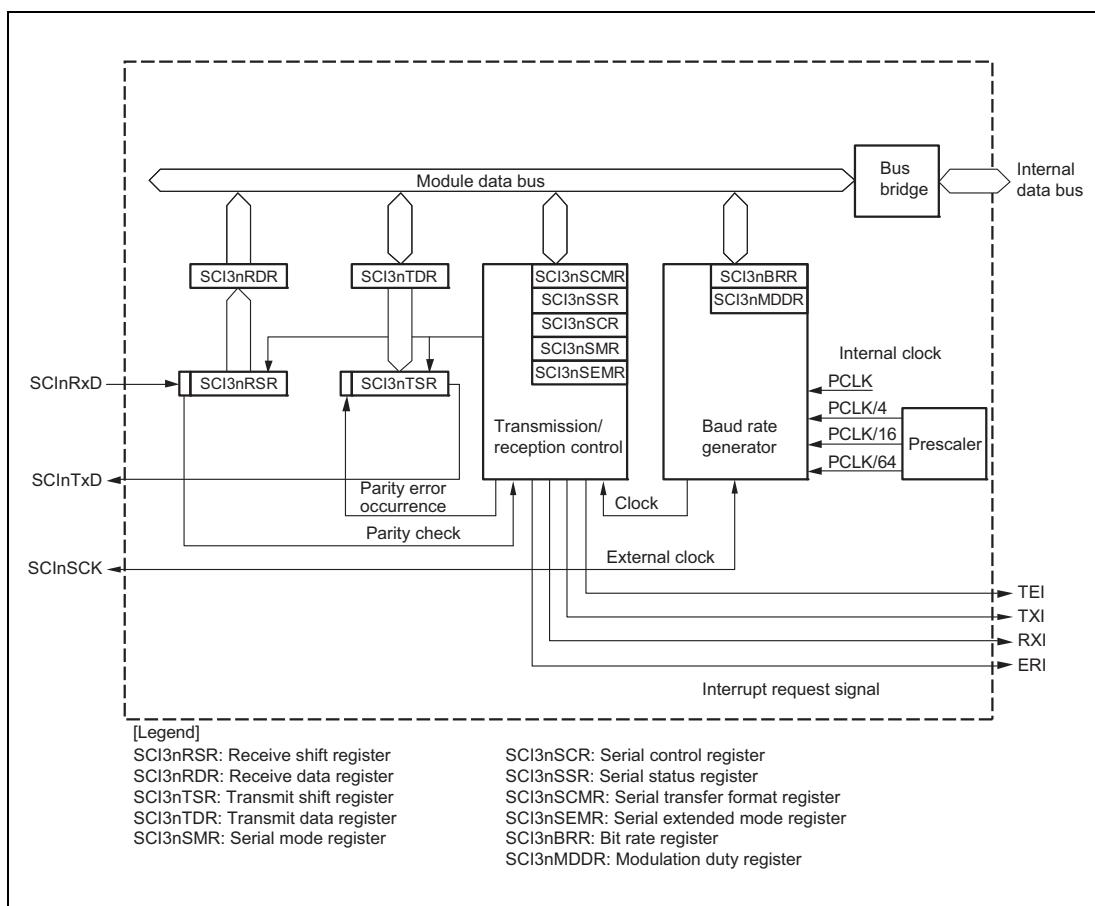 Module data bus
Bus
bridge
Internal
data bus
SCI3nRDR
SCI3nTDR
SCI3nSCMR
SCI3nSSR
SCI3nSCR
SCI3nSMR
SCI3nSEMR
SCI3nBRR
SCI3nMDDR
SCInRxD
SCI3nRSR
SCI3nTSR
Transmission/
reception control
Baud rate
generator
Internal clock
PCLK
PCLK/4
PCLK/16
PCLK/64
Prescaler
SCInTxD
Parity error
occurrence
Clock
Parity check
SCInSCK
External clock
TEI
TXI
RXI
ERI
Interrupt request signal
[Legend]
SCI3nRSR: Receive shift register
SCI3nRDR: Receive data register
SCI3nTSR: Transmit shift register
SCI3nTDR: Transmit data register
SCI3nSMR: Serial mode register
SCI3nSCR: Serial control register
SCI3nSSR: Serial status register
SCI3nSCMR: Serial transfer format register
SCI3nSEMR: Serial extended mode register
SCI3nBRR: Bit rate register
SCI3nMDDR: Modulation duty register